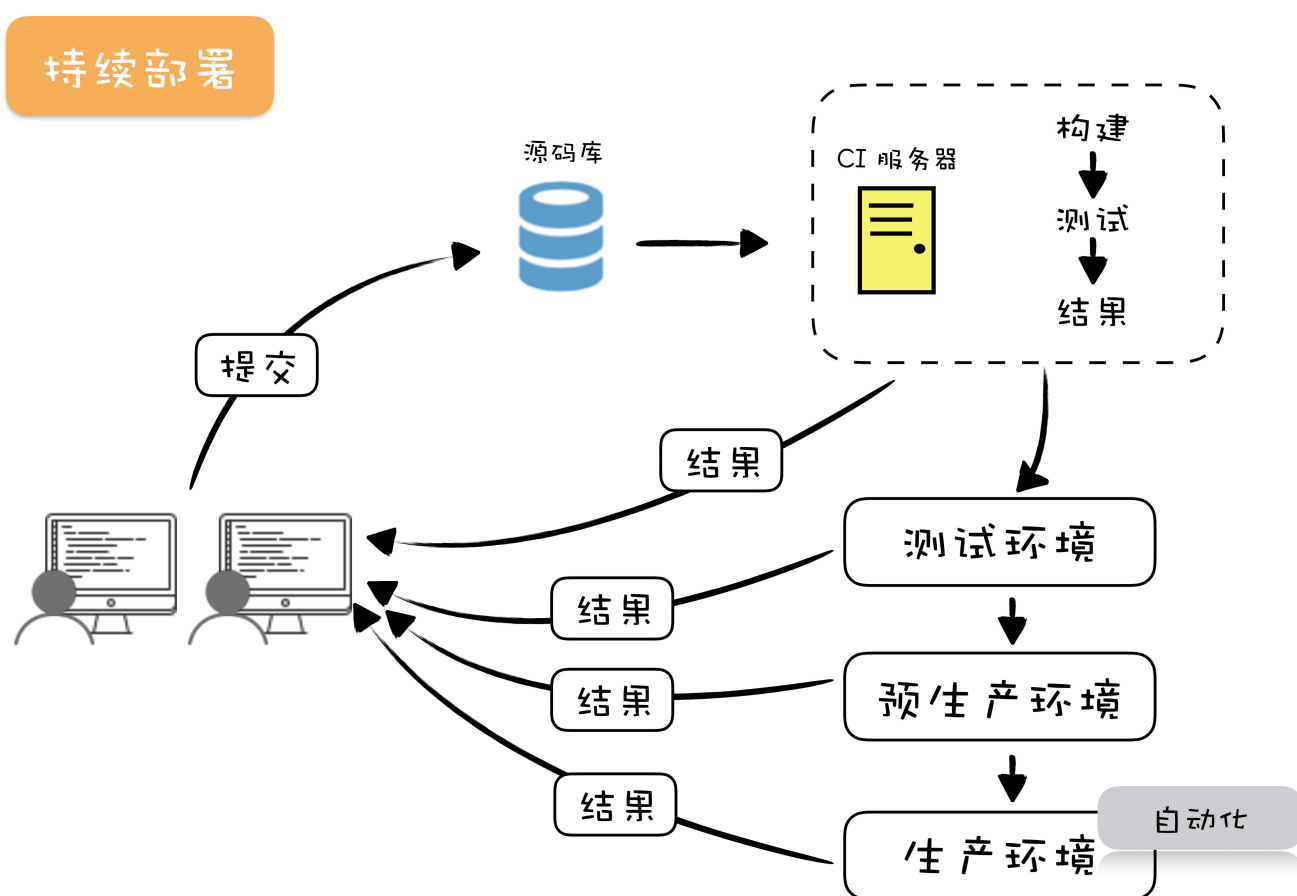 持续部署
源码库
CI 服务器
构建
测试
结果
提交
结果
测试环境
结果
预生产环境
结果
生产环境
自动化
结果